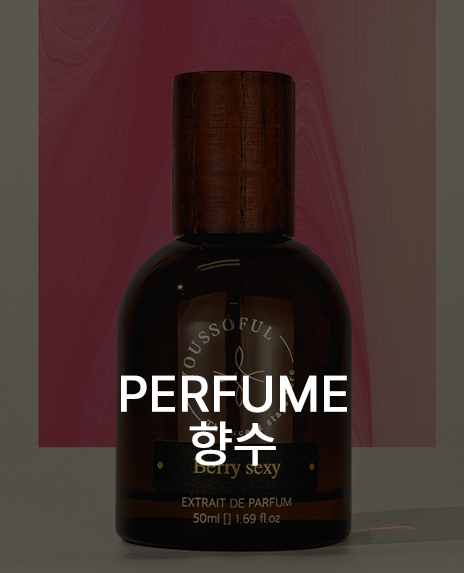 OUSSOFUL
PERFUME
향수
Berry sexy
EXTRAIT DE PARFUM
50ml [] 1.69 fl.oz